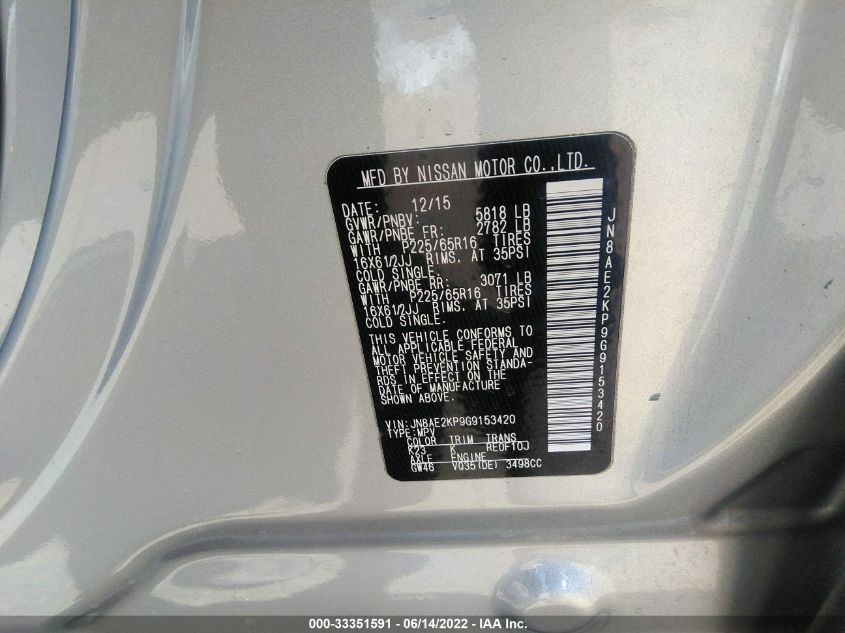 MFD BY NISSAN MOTOR CO.,LTD.
DATE: 12/15
GVWR/PNBV: 5818 LB
GAWR/PNBE FR: 2782 LB
WITH P225/65R16 TIRES
16X61/2JJ RIMS. AT 35PSI
COLD SINGLE.
GAWR/PNBE RR: 3071 LB
WITH P225/65R16 TIRES
16X61/2JJ RIMS. AT 35PSI
COLD SINGLE.
THIS VEHICLE CONFORMS TO
ALL APPLICABLE FEDERAL
MOTOR VEHICLE SAFETY AND
THEFT PREVENTION STANDA-
RDS IN EFFECT ON THE
DATE OF MANUFACTURE
SHOWN ABOVE.
VIN: JN8AE2KP9G9153420
TYPE: MPV
COLOR TRIM TRANS
K23 K RE0F10J
AXLE ENGINE
GW46 VQ35(DE) 3498CC
JN8AE2KP9G9153420
000-33351591 - 06/14/2022 - IAA Inc.